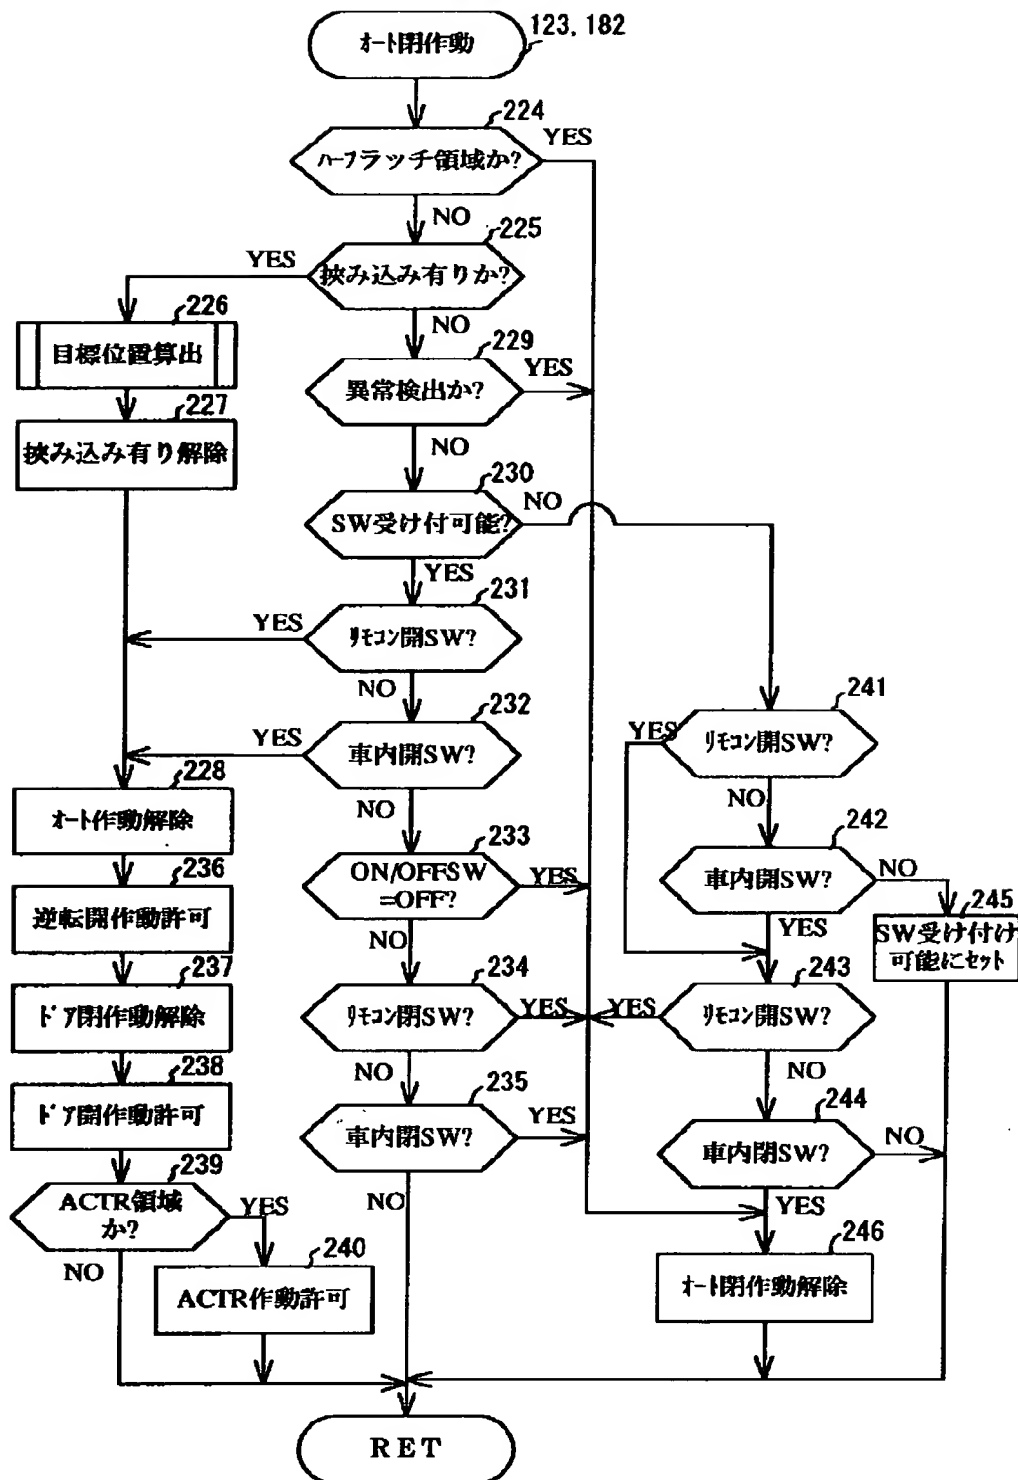 オート閉作動
123, 182
224
ハーフラッチ領域か?
YES
NO
225
挟み込み有りか?
YES
NO
226
目標位置算出
227
挟み込み有り解除
229
異常検出か?
YES
NO
230
SW受け付可能?
NO
YES
231
リモコン開SW?
YES
NO
232
車内開SW?
YES
NO
228
オート作動解除
236
逆転開作動許可
237
ドア閉作動解除
238
ドア開作動許可
239
ACTR領域
か?
YES
NO
240
ACTR作動許可
233
ON/OFFSW
=OFF?
YES
NO
234
リモコン閉SW?
YES
NO
235
車内閉SW?
YES
NO
241
リモコン開SW?
YES
NO
242
車内開SW?
NO
YES
245
SW受け付け
可能にセット
243
リモコン開SW?
YES
NO
244
車内閉SW?
NO
YES
246
オート閉作動解除
RET